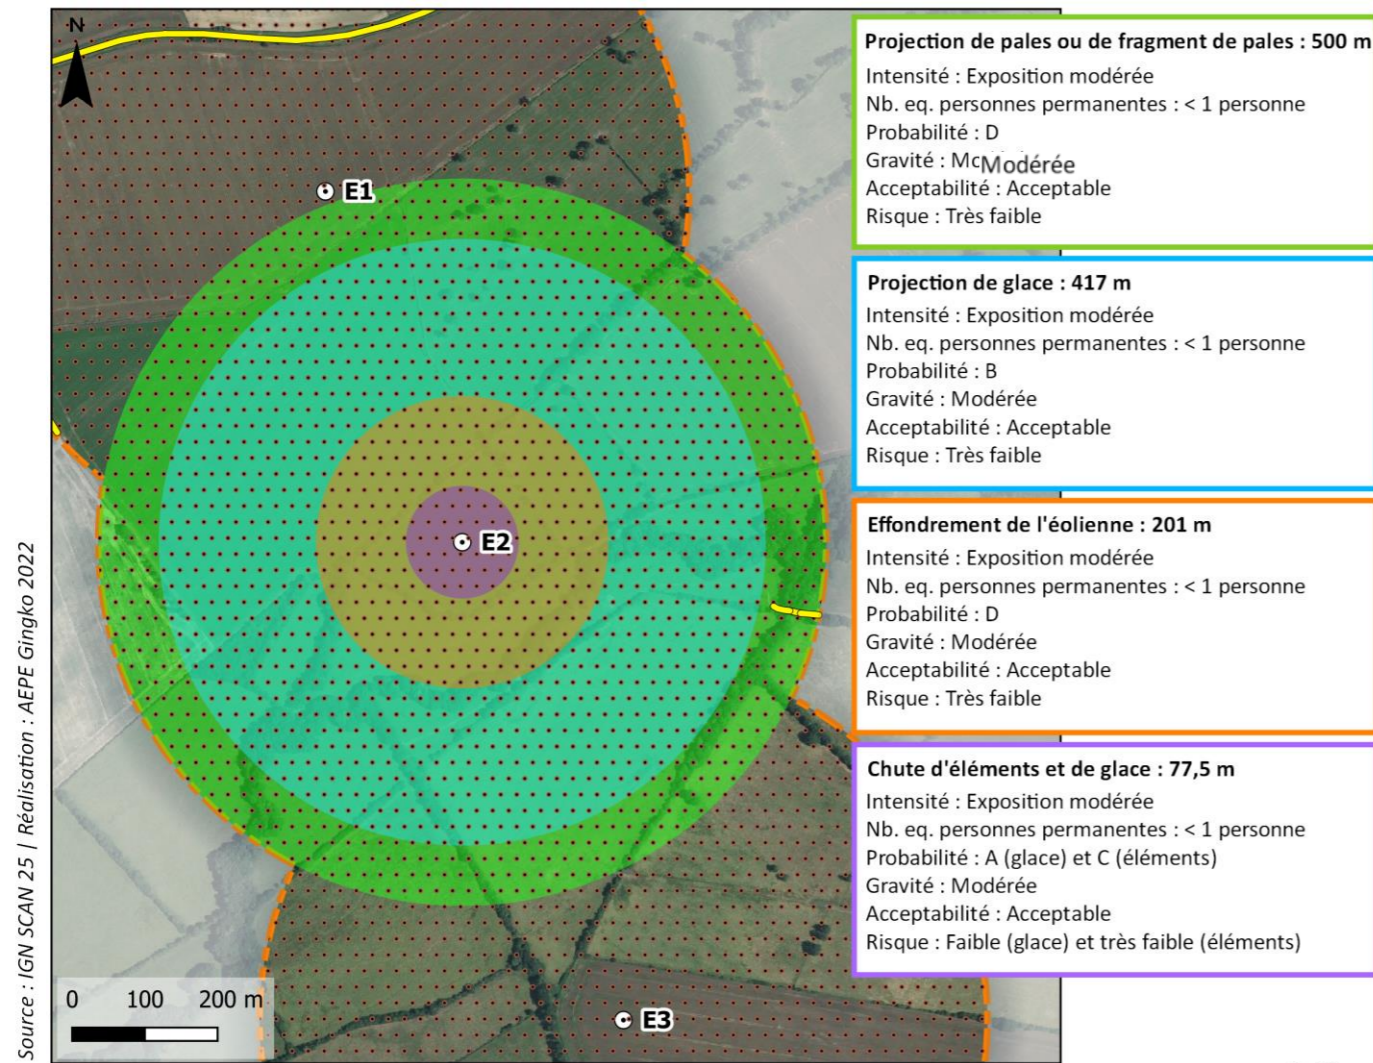 N
E1
E2
E3
0 100 200 m
Source : IGN SCAN 25 | Réalisation : AEPE Gingko 2022
Projection de pales ou de fragment de pales : 500 m
Intensité : Exposition modérée
Nb. eq. personnes permanentes : < 1 personne
Probabilité : D
Gravité : Modérée
Acceptabilité : Acceptable
Risque : Très faible
Projection de glace : 417 m
Intensité : Exposition modérée
Nb. eq. personnes permanentes : < 1 personne
Probabilité : B
Gravité : Modérée
Acceptabilité : Acceptable
Risque : Très faible
Effondrement de l'éolienne : 201 m
Intensité : Exposition modérée
Nb. eq. personnes permanentes : < 1 personne
Probabilité : D
Gravité : Modérée
Acceptabilité : Acceptable
Risque : Très faible
Chute d'éléments et de glace : 77,5 m
Intensité : Exposition modérée
Nb. eq. personnes permanentes : < 1 personne
Probabilité : A (glace) et C (éléments)
Gravité : Modérée
Acceptabilité : Acceptable
Risque : Faible (glace) et très faible (éléments)